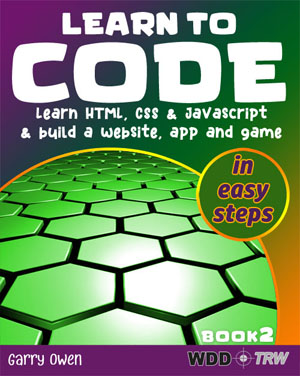 LEARN TO
CODE
Learn HTML, CSS & JavaScript
& build a website, app and game
in
easy
steps
BOOK2
Garry Owen
WDD TRW